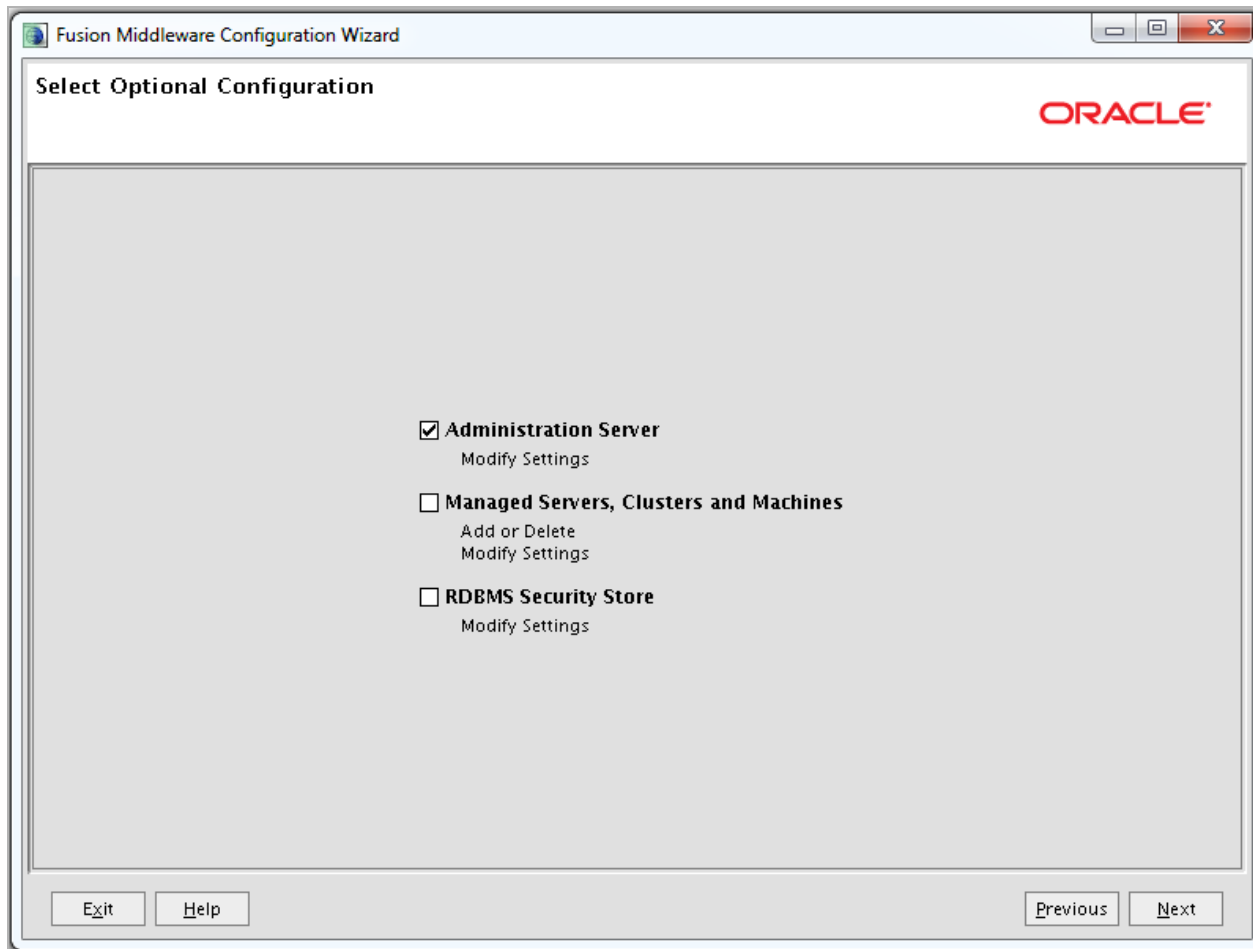 Fusion Middleware Configuration Wizard
Select Optional Configuration
ORACLE
Administration Server
Modify Settings
Managed Servers, Clusters and Machines
Add or Delete
Modify Settings
RDBMS Security Store
Modify Settings
Exit Help Previous Next